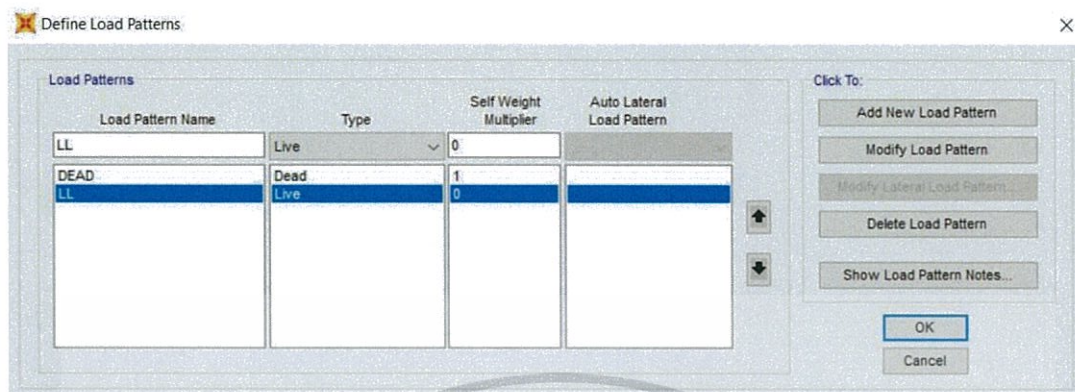 Define Load Patterns
Load Patterns
Click To:
Load Pattern Name
Type
Self Weight
Multiplier
Auto Lateral
Load Pattern
LL
Live
0
DEAD
Dead
1
LL
Live
0
Add New Load Pattern
Modify Load Pattern
Modify Lateral Load Pattern...
Delete Load Pattern
Show Load Pattern Notes...
OK
Cancel